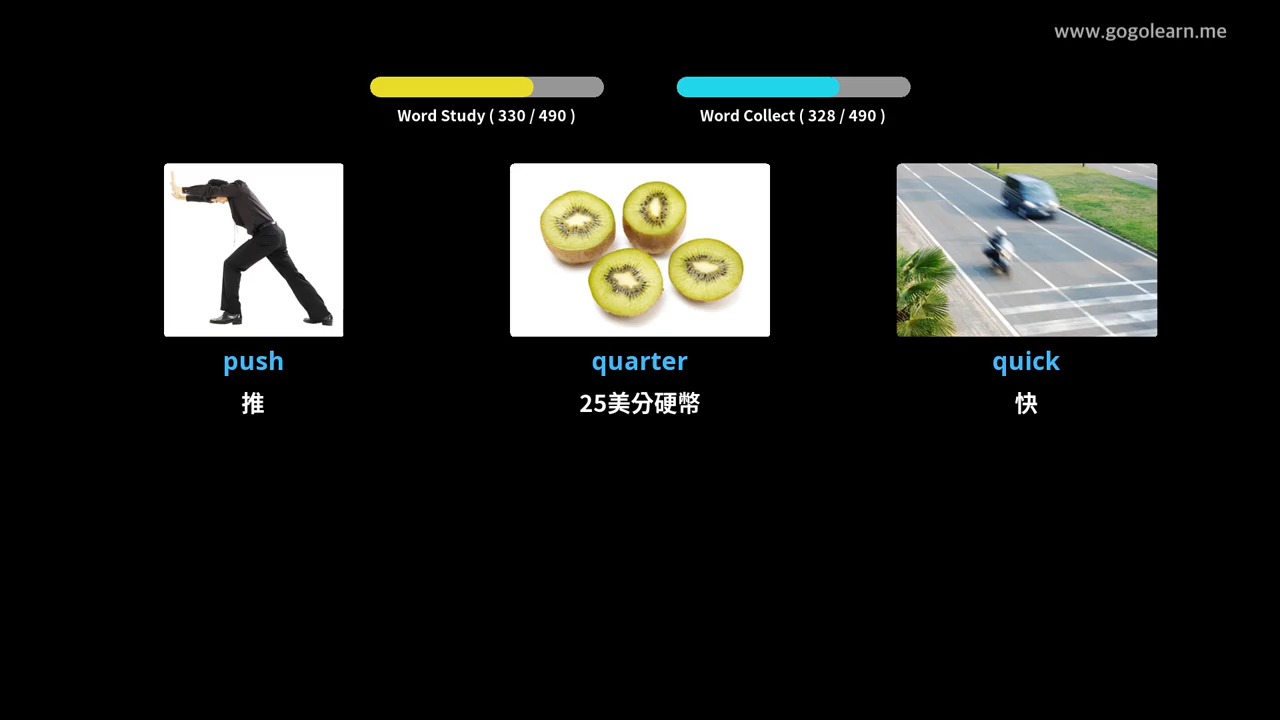 www.gogolearn.me
Word Study ( 330 / 490 )
Word Collect ( 328 / 490 )
push
quarter
quick
推
25美分硬幣
快